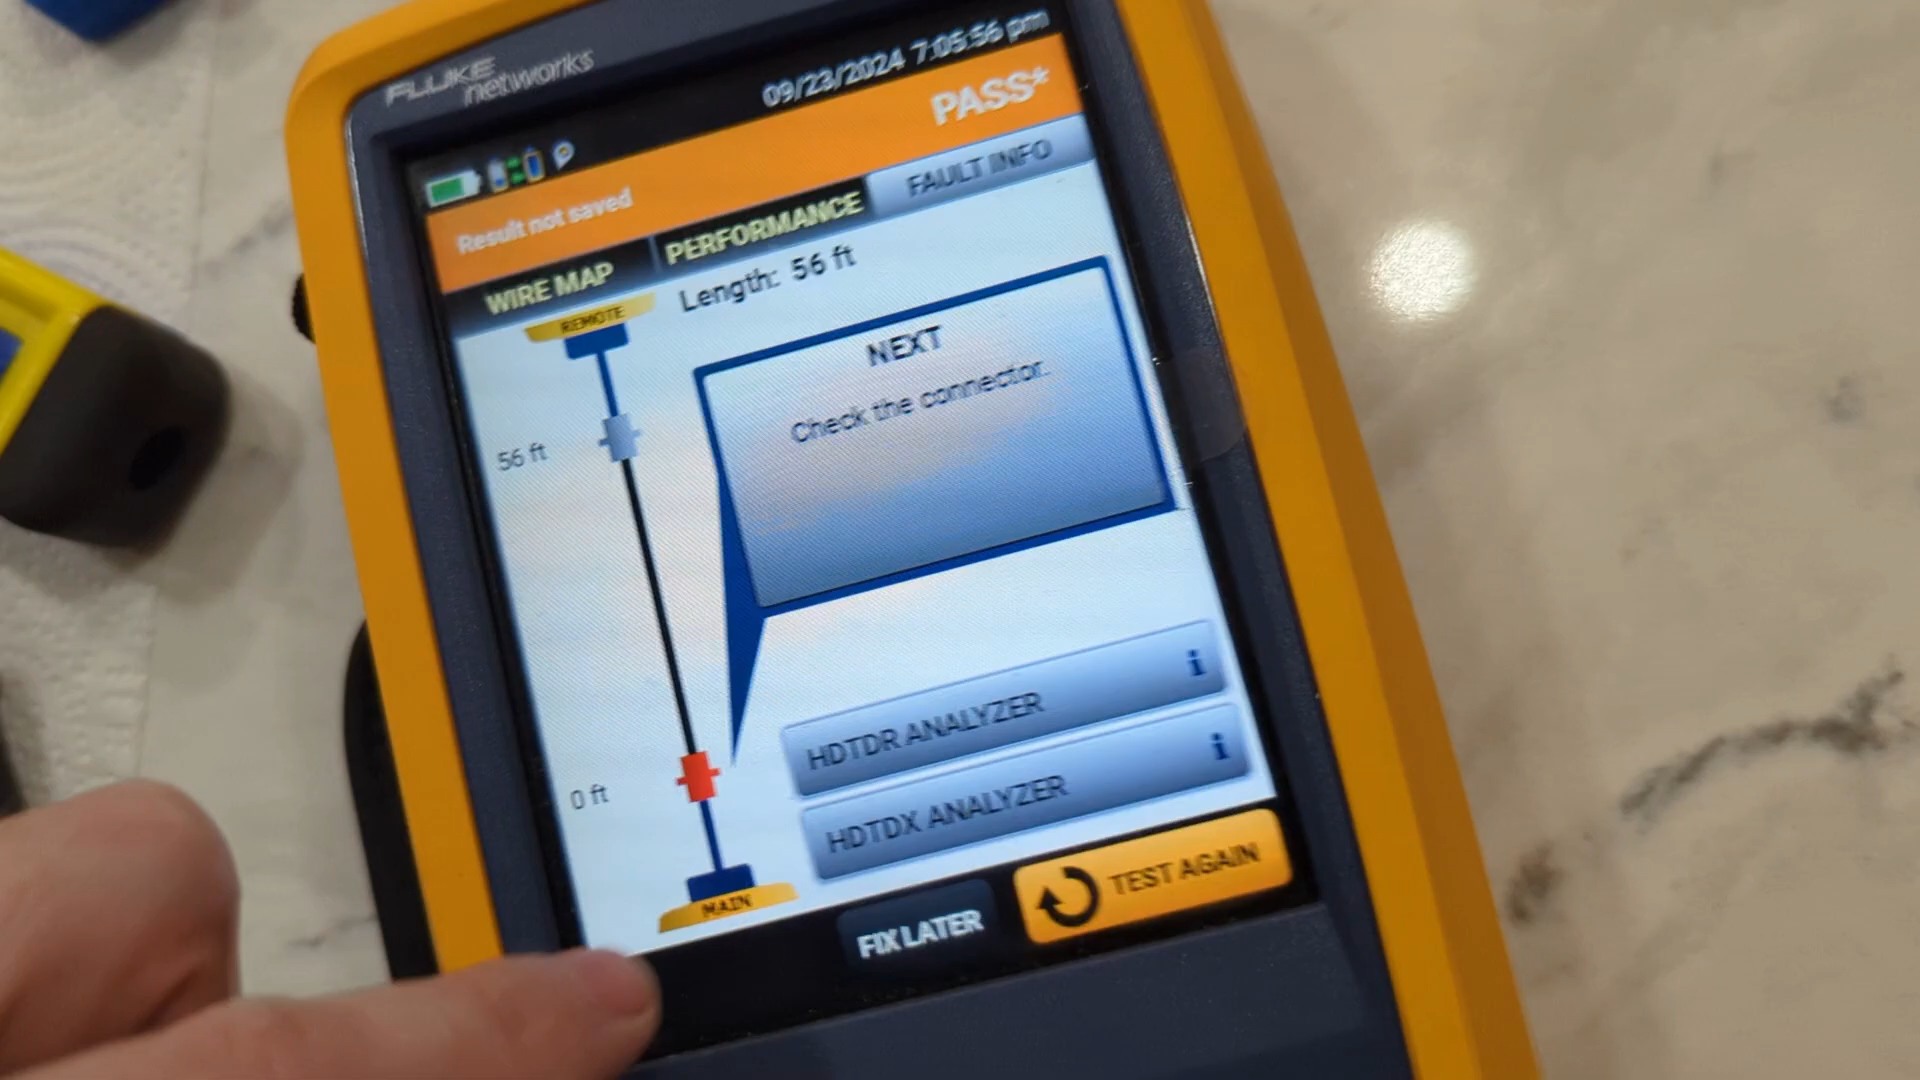 FLUKE
networks
09/23/2024 7:05:56 pm
PASS*
Result not saved
WIRE MAP
PERFORMANCE
FAULT INFO
Length: 56 ft
REMOTE
NEXT
Check the connector.
56 ft
0 ft
HDTDR ANALYZER i
HDTDX ANALYZER i
MAIN
FIX LATER
TEST AGAIN